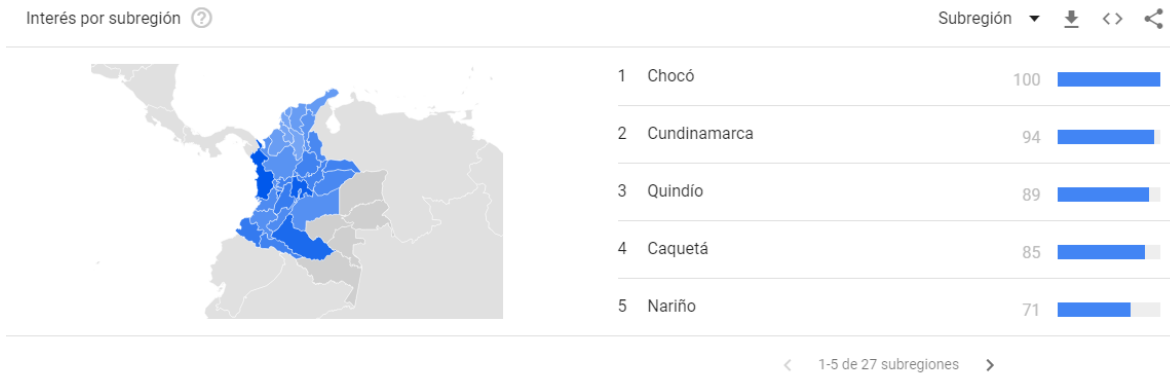 Interés por subregión
Subregión
1 Chocó 100
2 Cundinamarca 94
3 Quindío 89
4 Caquetá 85
5 Nariño 71
1-5 de 27 subregiones